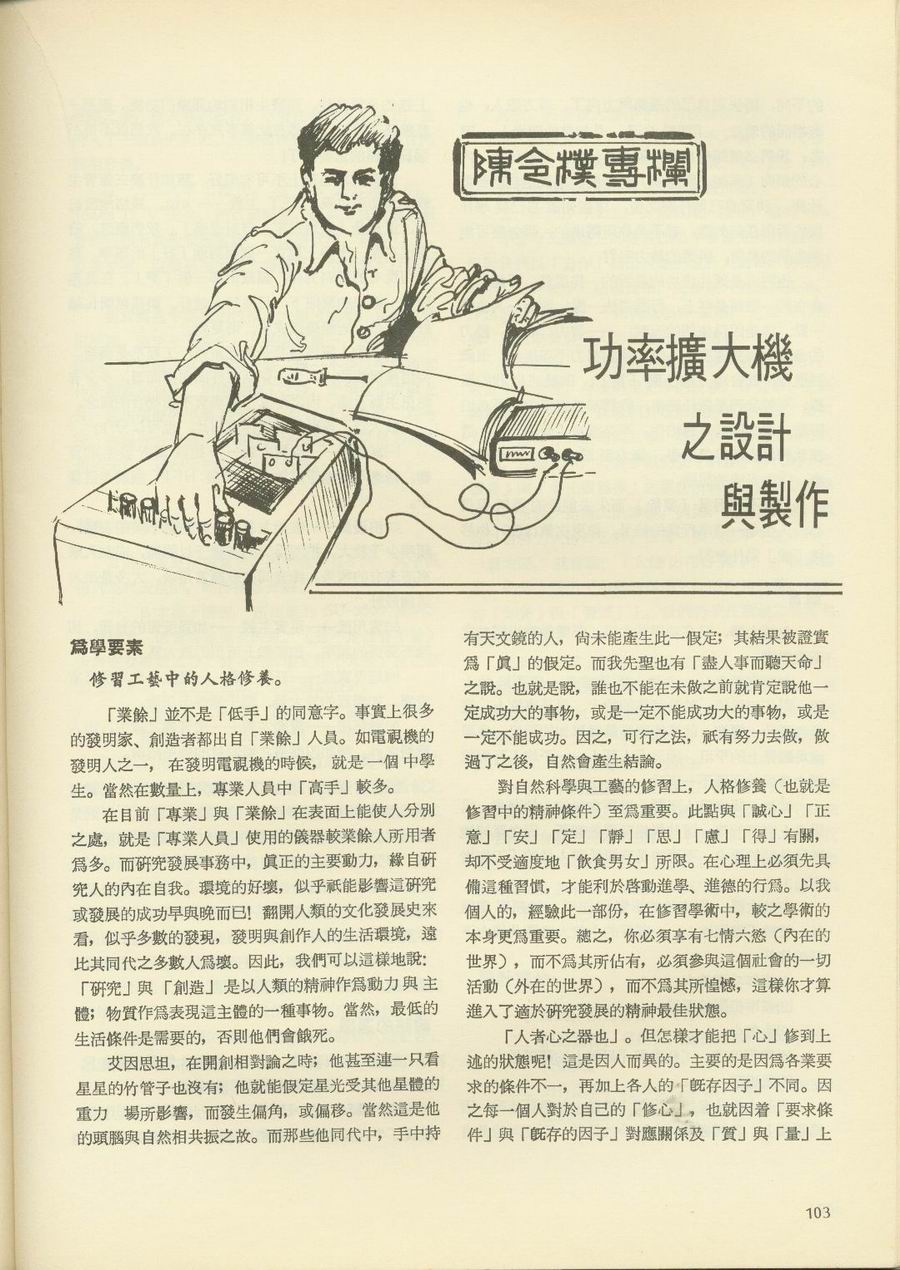 陳令樸專欄
功率擴大機
之設計
與製作
爲學要素
修習工藝中的人格修養。
「業餘」並不是「低手」的同意字。事實上很多
的發明家、創造者都出自「業餘」人員。如電視機的
發明人之一，在發明電視機的時候，就是一個中學
生。當然在數量上，專業人員中「高手」較多。
在目前「專業」與「業餘」在表面上能使人分別
之處，就是「專業人員」使用的儀器較業餘人所用者
爲多。而硏究發展事務中，眞正的主要動力，緣自硏
究人的內在自我。環境的好壞，似乎祇能影響這硏究
或發展的成功早與晚而已！翻開人類的文化發展史來
看，似乎多數的發現，發明與創作人的生活環境，遠
比其同代之多數人爲壞。因此，我們可以這樣地說：
「硏究」與「創造」是以人類的精神作爲動力與主
體；物質作爲表現這主體的一種事物。當然，最低的
生活條件是需要的，否則他們會餓死。
艾因思坦，在開創相對論之時；他甚至連一只看
星星的竹管子也沒有；他就能假定星光受其他星體的
重力　場所影響，而發生偏角，或偏移。當然這是他
的頭腦與自然相共振之故。而那些他同代中，手中持
有天文鏡的人，尙未能產生此一假定；其結果被證實
爲「眞」的假定。而我先聖也有「盡人事而聽天命」
之說。也就是說，誰也不能在未做之前就肯定說他一
定成功大的事物，或是一定不能成功大的事物，或是
一定不能成功。因之，可行之法，祇有努力去做，做
過了之後，自然會產生結論。
對自然科學與工藝的修習上，人格修養（也就是
修習中的精神條件）至爲重要。此點與「誠心」「正
意」「安」「定」「靜」「思」「慮」「得」有關，
却不受適度地「飲食男女」所限。在心理上必須先具
備這種習慣，才能利於啓動進學、進德的行爲。以我
個人的，經驗此一部份，在修習學術中，較之學術的
本身更爲重要。總之，你必須享有七情六慾（內在的
世界），而不爲其所佔有，必須參與這個社會的一切
活動（外在的世界），而不爲其所惶憾，這樣你才算
進入了適於硏究發展的精神最佳狀態。
「人者心之器也」。但怎樣才能把「心」修到上
述的狀態呢！這是因人而異的。主要的是因爲各業要
求的條件不一，再加上各人的「旣存因子」不同。因
之每一個人對於自己的「修心」，也就因着「要求條
件」與「旣存的因子」對應關係及「質」與「量」上
103